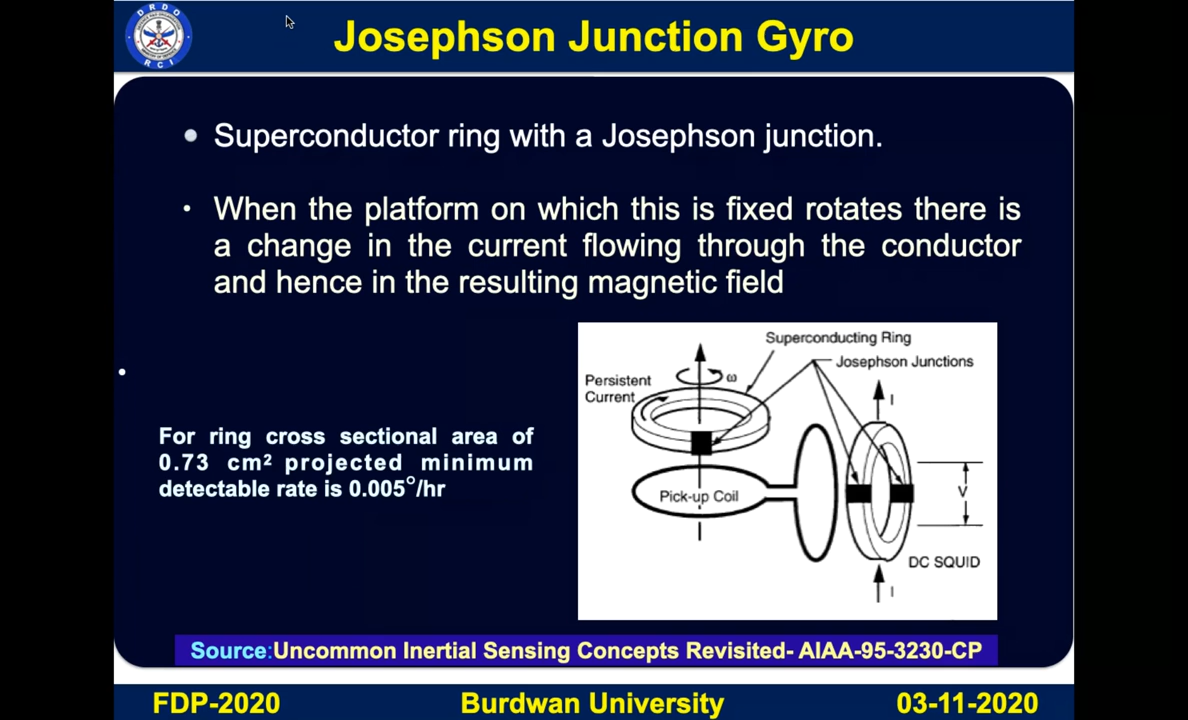 DRDO
RCI
Josephson Junction Gyro
Superconductor ring with a Josephson junction.
When the platform on which this is fixed rotates there is
a change in the current flowing through the conductor
and hence in the resulting magnetic field
For ring cross sectional area of
0.73 cm² projected minimum
detectable rate is 0.005°/hr
Superconducting Ring
Josephson Junctions
Persistent
Current
ω
I
Pick-up Coil
V
DC SQUID
I
Source:Uncommon Inertial Sensing Concepts Revisited- AIAA-95-3230-CP
FDP-2020
Burdwan University
03-11-2020